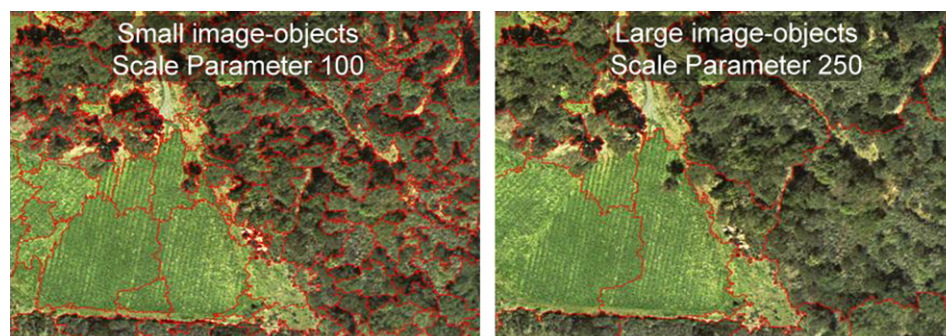 Small image-objects
Scale Parameter 100
Large image-objects
Scale Parameter 250